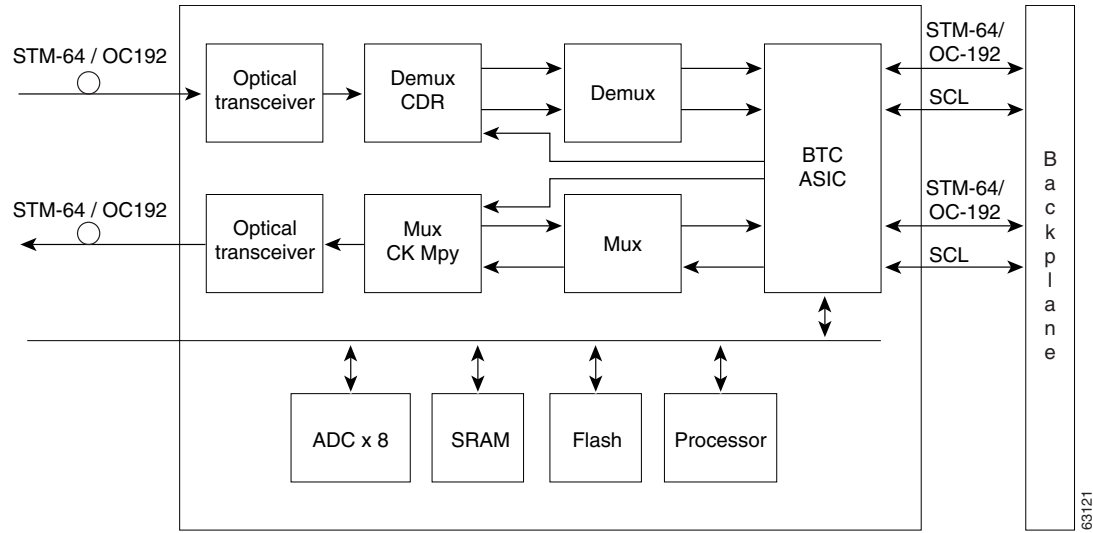 STM-64 / OC192
Optical
transceiver
Demux
CDR
Demux
BTC
ASIC
STM-64/
OC-192
SCL
STM-64 / OC192
Optical
transceiver
Mux
CK Mpy
Mux
STM-64/
OC-192
SCL
Backplane
ADC x 8
SRAM
Flash
Processor
63121